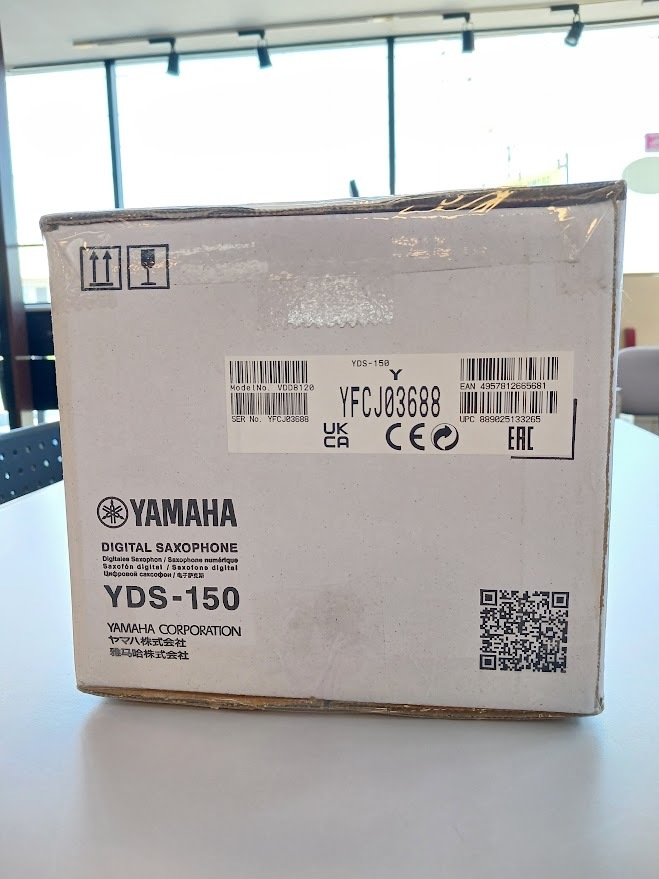 YDS-150
Y
ModelNo. VDD8120
YFCJ03688
SER No. YFCJ03688
EAN 4957812665681
UPC 889025133265
UK
CA
CE
EAC
YAMAHA
DIGITAL SAXOPHONE
Digitales Saxophon / Saxophone numérique
Saxofón digital / Saxofone digital
Цифровой саксофон / 电子萨克斯
YDS-150
YAMAHA CORPORATION
ヤマハ株式会社
雅马哈株式会社